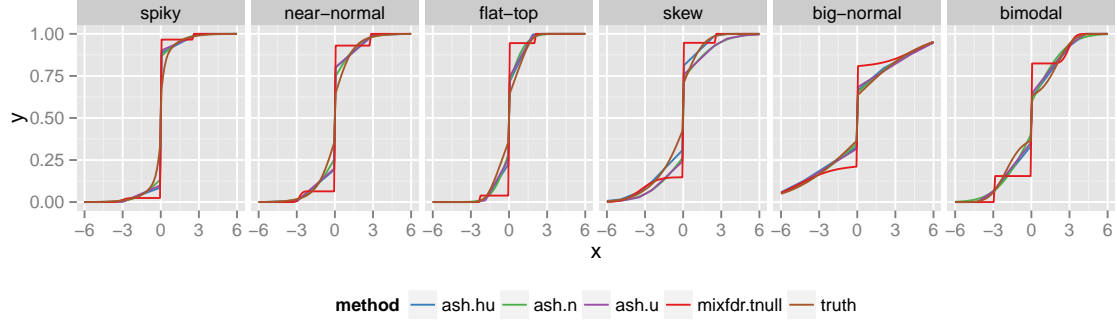 spiky near−normal flat−top skew big−normal bimodal
1.00
0.75
0.50
0.25
0.00
y
−6 −3 0 3 6 −6 −3 0 3 6 −6 −3 0 3 6 −6 −3 0 3 6 −6 −3 0 3 6 −6 −3 0 3 6
x
method ash.hu ash.n ash.u mixfdr.tnull truth